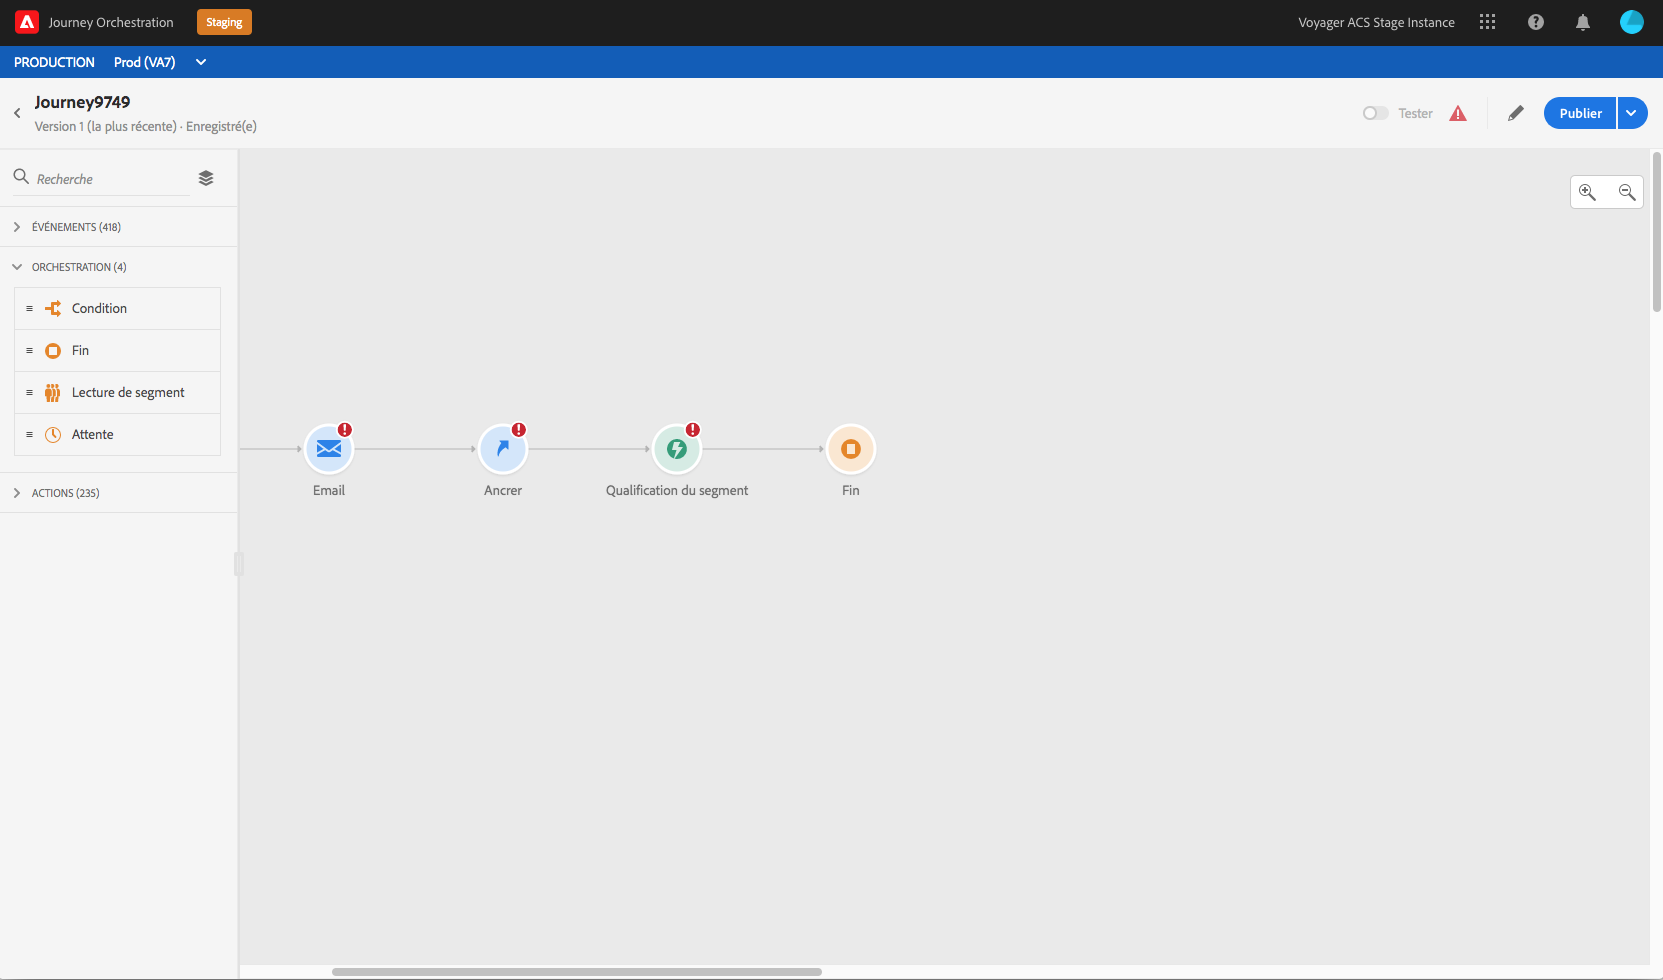 Journey Orchestration
Staging
Voyager ACS Stage Instance
PRODUCTION
Prod (VA7)
Journey9749
Version 1 (la plus récente) · Enregistré(e)
Tester
Publier
Recherche
ÉVÉNEMENTS (418)
ORCHESTRATION (4)
Condition
Fin
Lecture de segment
Attente
ACTIONS (235)
Email
Ancrer
Qualification du segment
Fin